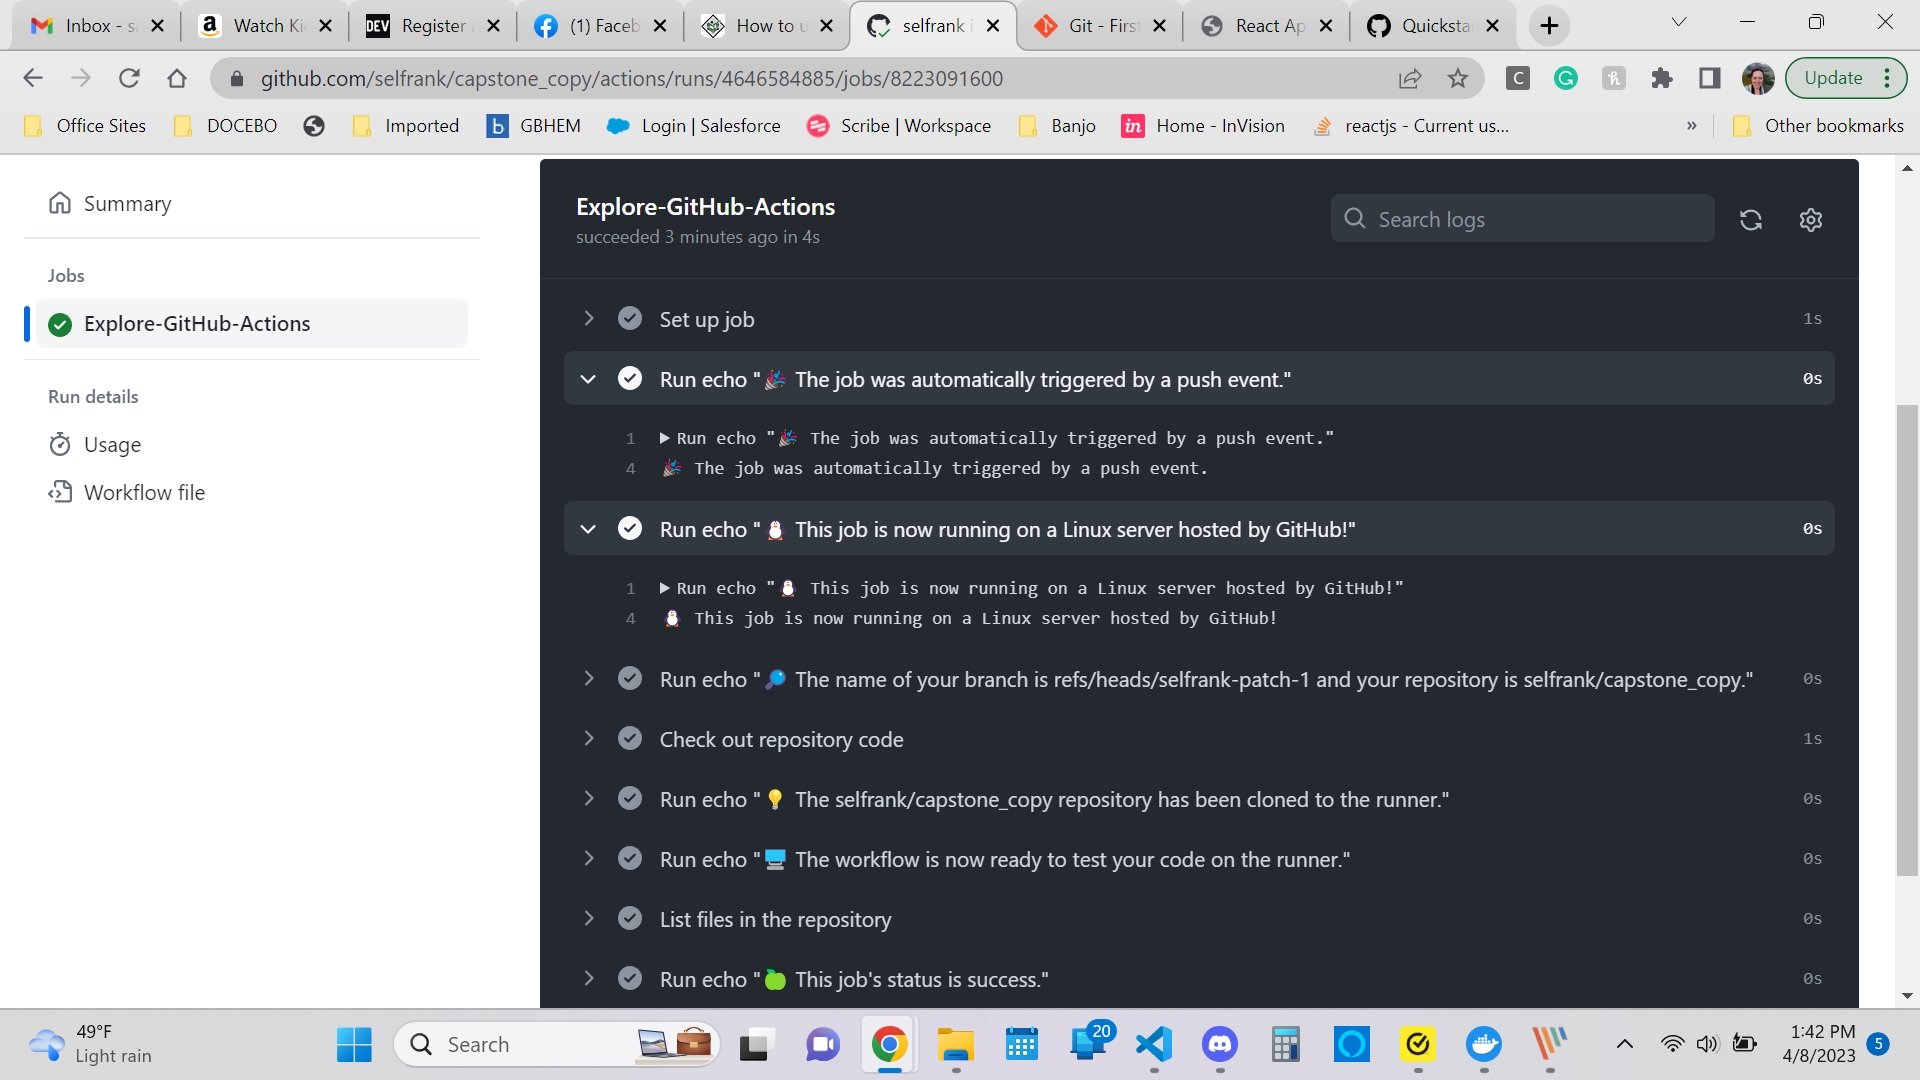 Inbox - sa
Watch Ki
Register
(1) Faceb
How to u
selfrank i
Git - Firs
React Ap
Quicksta
github.com/selfrank/capstone_copy/actions/runs/4646584885/jobs/8223091600
Update
Office Sites
DOCEBO
Imported
GBHEM
Login | Salesforce
Scribe | Workspace
Banjo
Home - InVision
reactjs - Current us...
»
Other bookmarks
Summary
Jobs
Explore-GitHub-Actions
Run details
Usage
Workflow file
Explore-GitHub-Actions
succeeded 3 minutes ago in 4s
Search logs
Set up job 1s
Run echo "🎉 The job was automatically triggered by a push event." 0s
1 Run echo "🎉 The job was automatically triggered by a push event."
4 🎉 The job was automatically triggered by a push event.
Run echo "🐧 This job is now running on a Linux server hosted by GitHub!" 0s
1 Run echo "🐧 This job is now running on a Linux server hosted by GitHub!"
4 🐧 This job is now running on a Linux server hosted by GitHub!
Run echo "🔎 The name of your branch is refs/heads/selfrank-patch-1 and your repository is selfrank/capstone_copy." 0s
Check out repository code 1s
Run echo "💡 The selfrank/capstone_copy repository has been cloned to the runner." 0s
Run echo "🖥️ The workflow is now ready to test your code on the runner." 0s
List files in the repository 0s
Run echo "🍏 This job's status is success." 0s
49°F
Light rain
Search
20
1:42 PM
4/8/2023
5